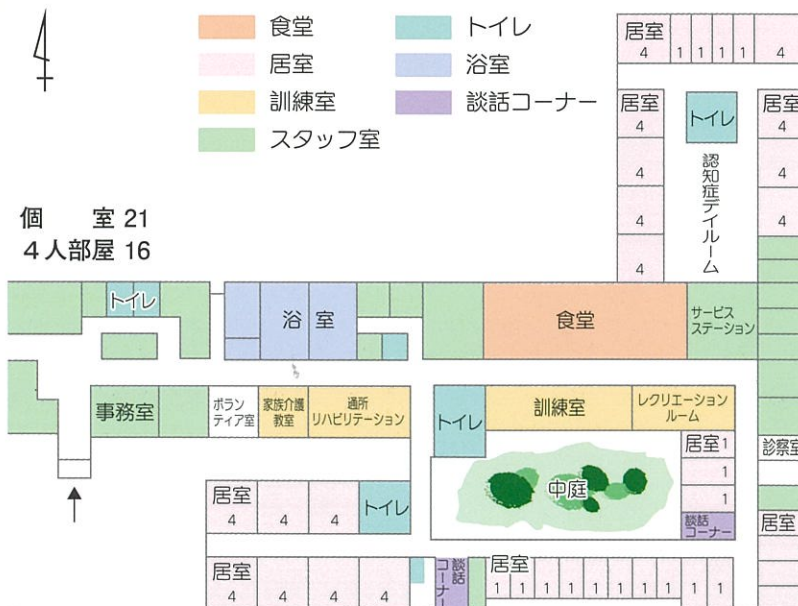 食堂
居室
訓練室
スタッフ室
トイレ
浴室
談話コーナー
個 室 21
4人部屋 16
居室
4 1 1 1 1 4
居室
4
4
4
4
トイレ
認知症デイルーム
居室
4
4
4
トイレ
浴 室
食堂
サービス
ステーション
事務室
ボラン
ティア室
家族介護
教室
通所
リハビリテーション
トイレ
訓練室
レクリエーション
ルーム
居室1
1
1
談話
コーナー
診察室
中庭
居室
4 4 4
トイレ
居室
4 4 4 4
談話
コーナー
居室
1 1 1 1 1 1 1 1 1
居室